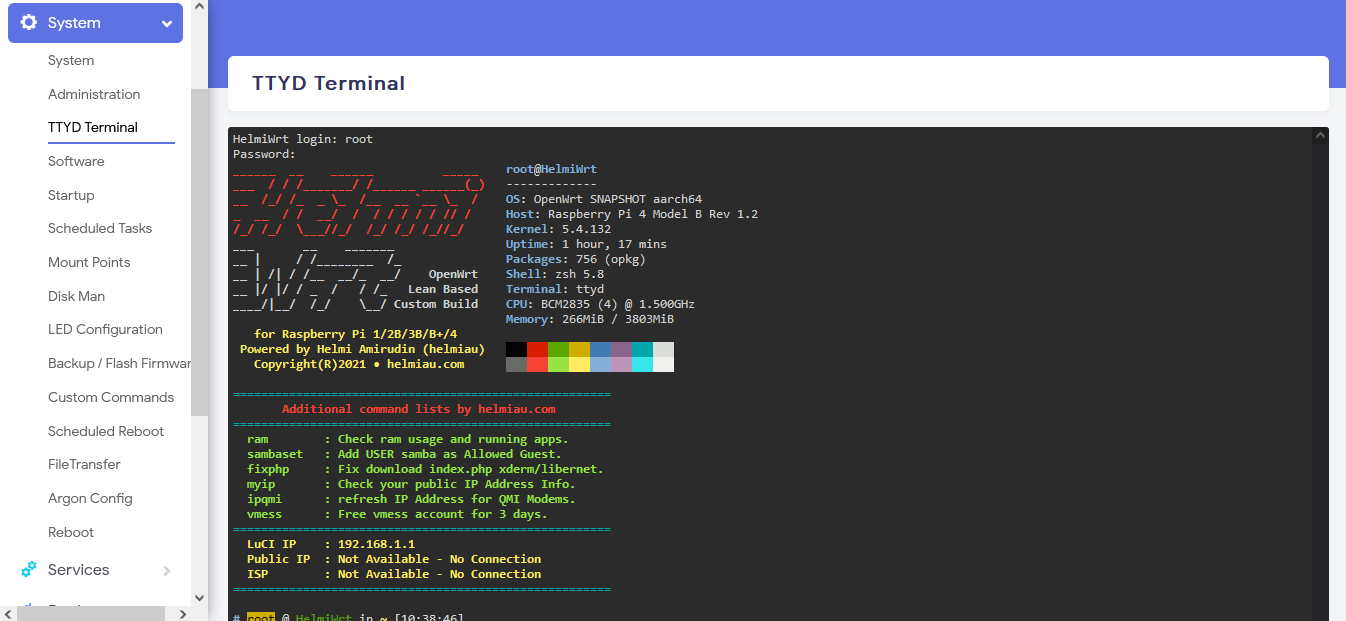 System
System
Administration
TTYD Terminal
Software
Startup
Scheduled Tasks
Mount Points
Disk Man
LED Configuration
Backup / Flash Firmwar
Custom Commands
Scheduled Reboot
FileTransfer
Argon Config
Reboot
Services
TTYD Terminal
HelmiWrt login: root
Password:
OpenWrt
Lean Based
Custom Build
for Raspberry Pi 1/2B/3B/B+/4
Powered by Helmi Amirudin (helmiau)
Copyright(R)2021 • helmiau.com
root@HelmiWrt
-------------
OS: OpenWrt SNAPSHOT aarch64
Host: Raspberry Pi 4 Model B Rev 1.2
Kernel: 5.4.132
Uptime: 1 hour, 17 mins
Packages: 756 (opkg)
Shell: zsh 5.8
Terminal: ttyd
CPU: BCM2835 (4) @ 1.500GHz
Memory: 266MiB / 3803MiB
Additional command lists by helmiau.com
ram : Check ram usage and running apps.
sambaset : Add USER samba as Allowed Guest.
fixphp : Fix download index.php xderm/libernet.
myip : Check your public IP Address Info.
ipqmi : refresh IP Address for QMI Modems.
vmess : Free vmess account for 3 days.
LuCI IP : 192.168.1.1
Public IP : Not Available - No Connection
ISP : Not Available - No Connection
# root @ HelmiWrt in ~ [10:38:46]